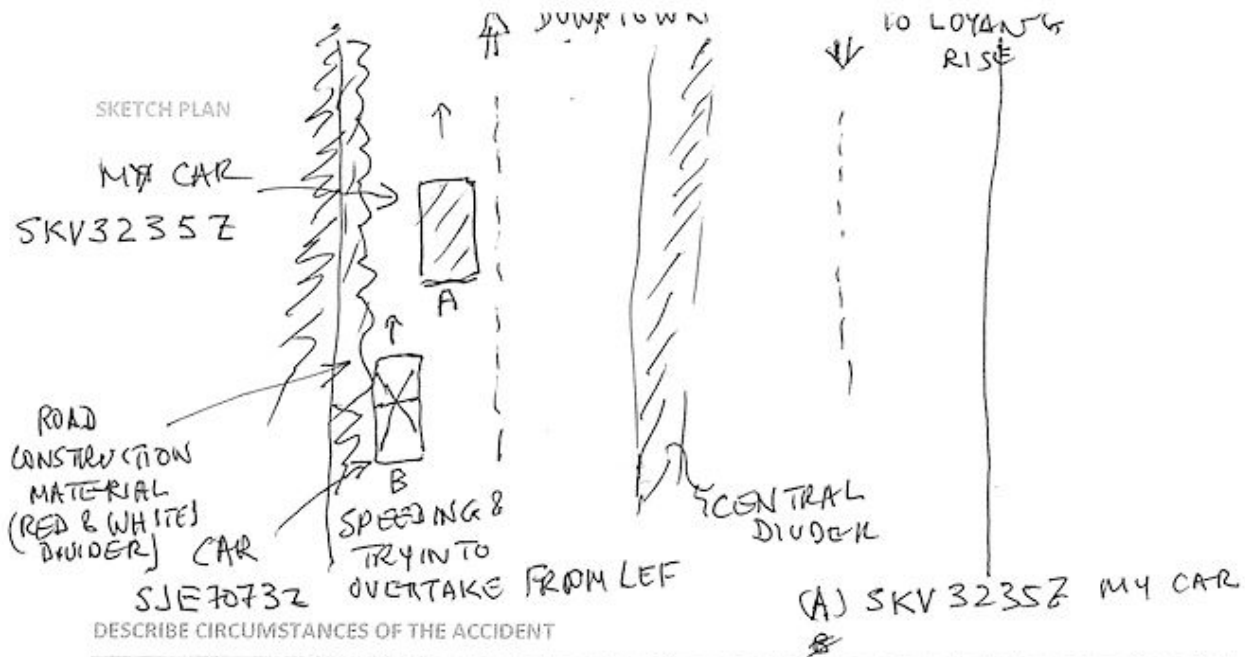 DOWNTOWN
TO LOYANG
RISE
SKETCH PLAN
MY CAR
SKV3235Z
A
ROAD
CONSTRUCTION
MATERIAL
(RED & WHITE)
DIVIDER)
B
CAR
SJE7073Z
SPEEDING &
TRYIN TO
OVERTAKE FROM LEF
CENTRAL
DIVIDER
(A) SKV3235Z MY CAR
DESCRIBE CIRCUMSTANCES OF THE ACCIDENT